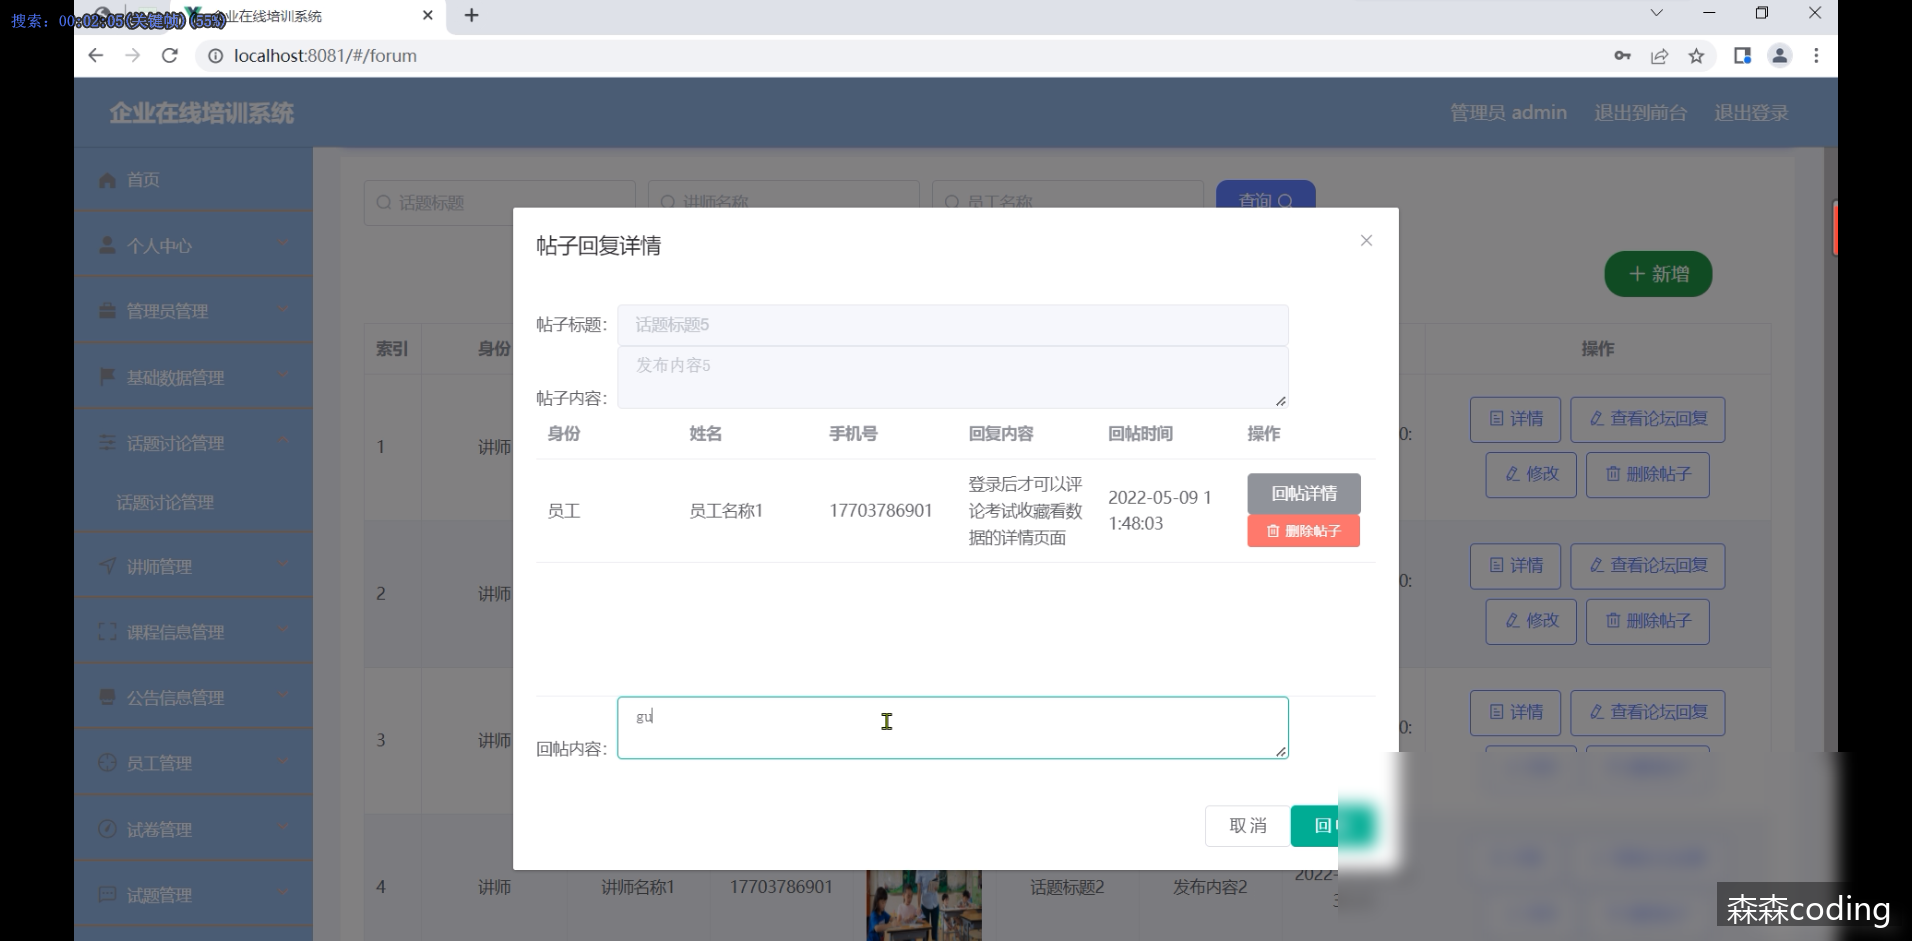 搜索：00:02:05(关键帧)(55%)
企业在线培训系统
localhost:8081/#/forum
企业在线培训系统
管理员 admin
退出到前台
退出登录
首页
个人中心
管理员管理
基础数据管理
话题讨论管理
话题讨论管理
讲师管理
课程信息管理
公告信息管理
员工管理
试卷管理
试题管理
话题标题
讲师名称
员工名称
查询
新增
索引
身份
操作
帖子回复详情
帖子标题：
话题标题5
帖子内容：
发布内容5
身份
姓名
手机号
回复内容
回帖时间
操作
员工
员工名称1
17703786901
登录后才可以评
论考试收藏看数
据的详情页面
2022-05-09 1
1:48:03
回帖详情
删除帖子
回帖内容：
gu
取消
回
1
讲师
0:
详情
查看论坛回复
修改
删除帖子
2
讲师
0:
详情
查看论坛回复
修改
删除帖子
3
讲师
0:
详情
查看论坛回复
4
讲师
讲师名称1
17703786901
话题标题2
发布内容2
2022-
森森coding